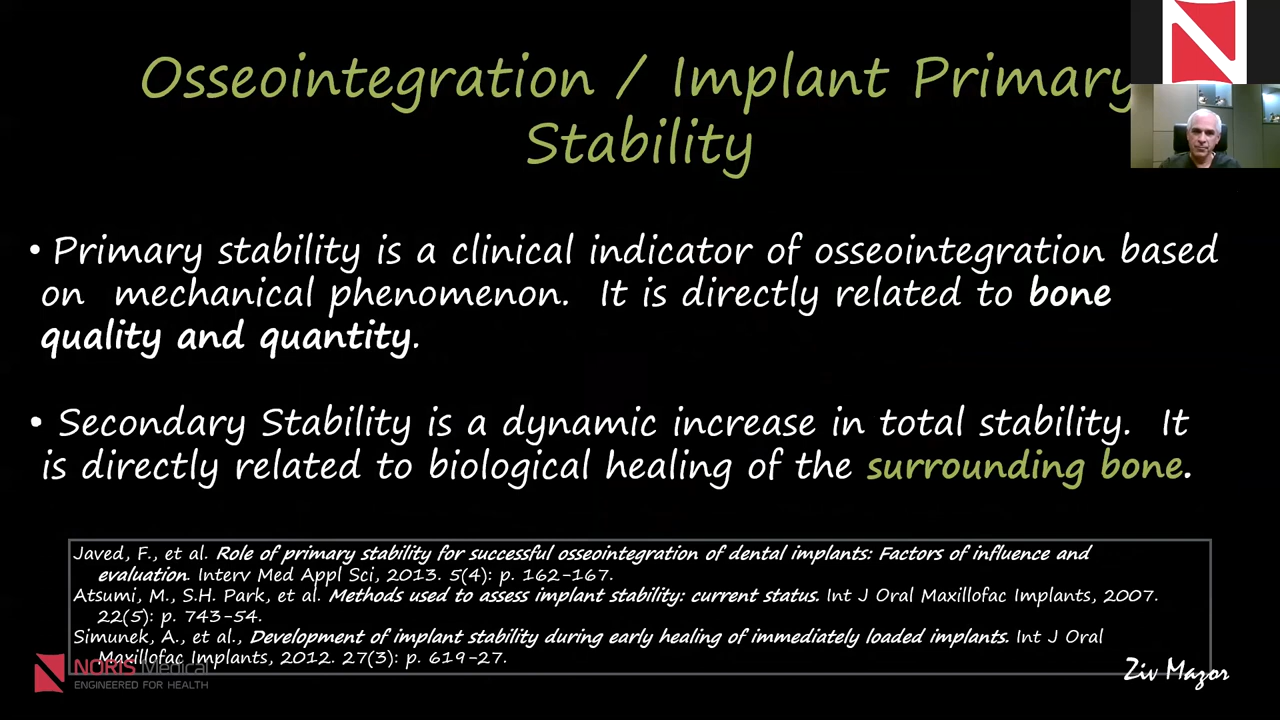 Osseointegration / Implant Primary
Stability
• Primary stability is a clinical indicator of osseointegration based
on mechanical phenomenon. It is directly related to bone
quality and quantity.
• Secondary Stability is a dynamic increase in total stability. It
is directly related to biological healing of the surrounding bone.
Javed, F., et al. Role of primary stability for successful osseointegration of dental implants: Factors of influence and
evaluation. Interv Med Appl Sci, 2013. 5(4): p. 162-167.
Atsumi, M., S.H. Park, et al. Methods used to assess implant stability: current status. Int J Oral Maxillofac Implants, 2007.
22(5): p. 743-54.
Simunek, A., et al., Development of implant stability during early healing of immediately loaded implants. Int J Oral
Maxillofac Implants, 2012. 27(3): p. 619-27.
NORIS Medical
ENGINEERED FOR HEALTH
Ziv Mazor